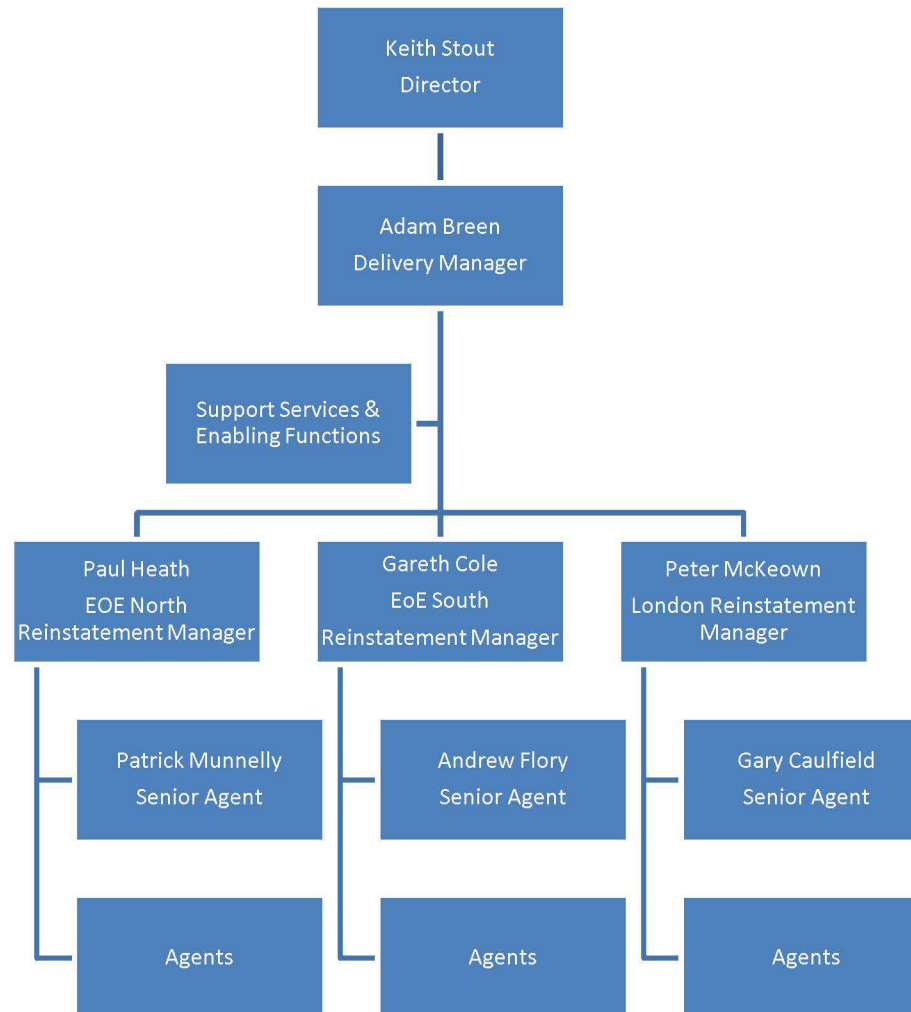 Keith Stout
Director
Adam Breen
Delivery Manager
Support Services &
Enabling Functions
Paul Heath
EOE North
Reinstatement Manager
Gareth Cole
EoE South
Reinstatement Manager
Peter McKeown
London Reinstatement
Manager
Patrick Munnelly
Senior Agent
Andrew Flory
Senior Agent
Gary Caulfield
Senior Agent
Agents
Agents
Agents